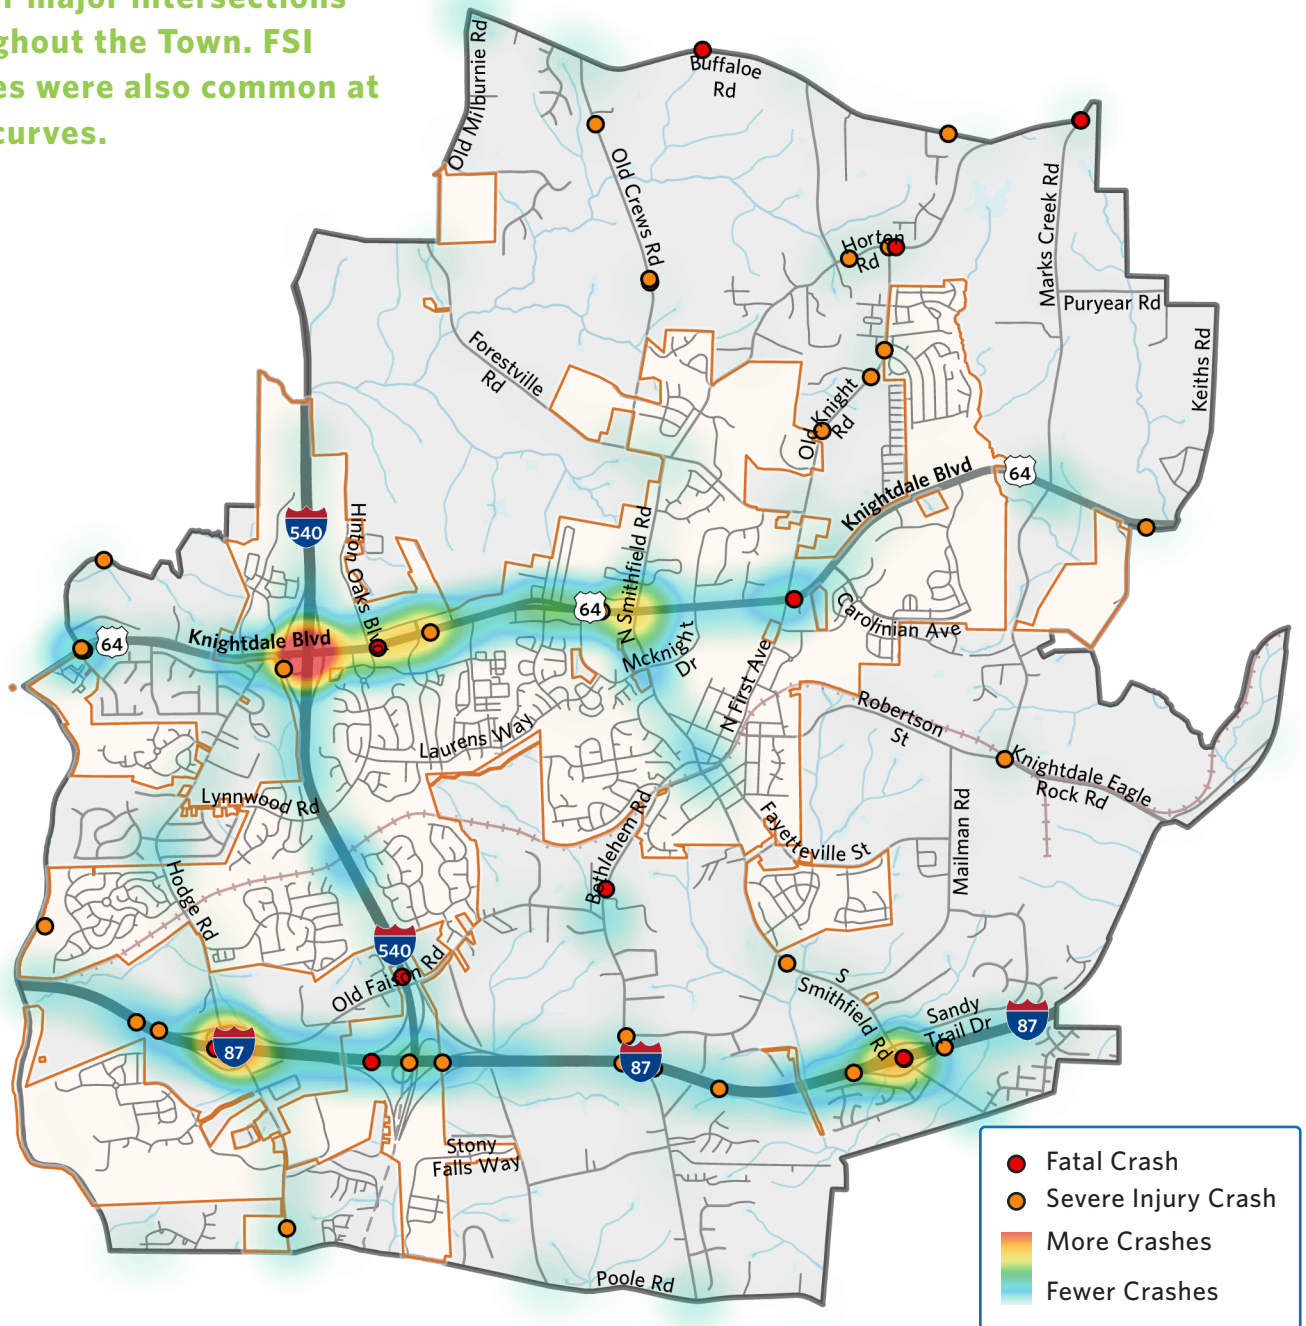 major intersections
ghout the Town. FSI
es were also common at
curves.
Old Milburnie Rd
Buffaloe
Rd
Old Crews Rd
Marks Creek Rd
Horton
Rd
Puryear Rd
Keiths Rd
Forestville
Rd
Old Knight
Rd
64
Knightdale Blvd
540
Hinton Oaks Blvd
N Smithfield Rd
64
64
Knightdale Blvd
Carolinian Ave
Mcknight
Dr
N First Ave
Robertson
St
Laurens Way
Knightdale Eagle
Rock Rd
Lynnwood Rd
Bethlehem Rd
Fayetteville St
Mailman Rd
Hodge Rd
540
Old Faison Rd
S
Smithfield
Rd
Sandy
Trail Dr
87
87
87
Stony
Falls Way
Poole Rd
Fatal Crash
Severe Injury Crash
More Crashes
Fewer Crashes